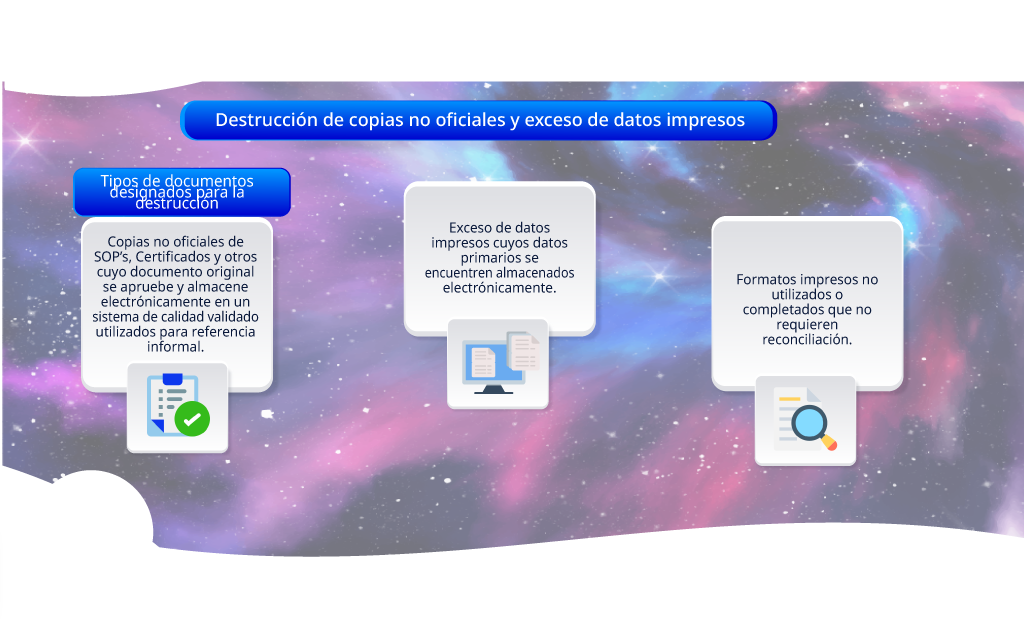 Destrucción de copias no oficiales y exceso de datos impresos
Tipos de documentos
designados para la
destrucción
Copias no oficiales de
SOP's, Certificados y otros
cuyo documento original
se apruebe y almacene
electrónicamente en un
sistema de calidad validado
utilizados para referencia
informal.
Exceso de datos
impresos cuyos datos
primarios se
encuentren almacenados
electrónicamente.
Formatos impresos no
utilizados o
completados que no
requieren
reconciliación.